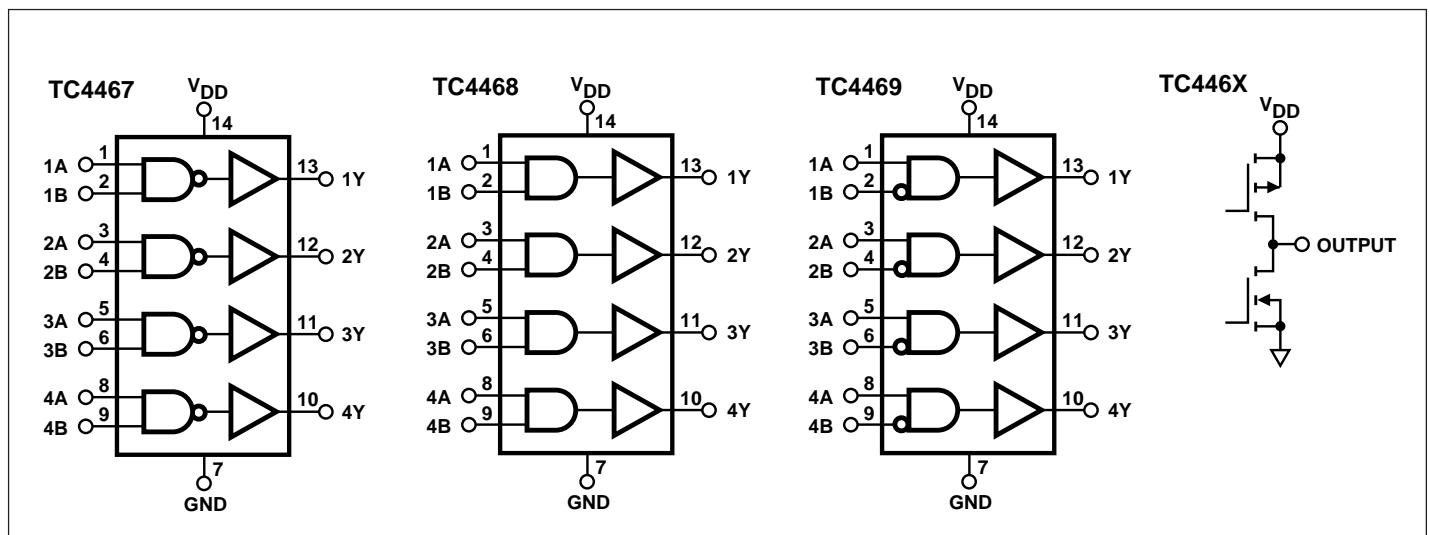 TC4467
VDD
14
1A 1
1B 2
13 1Y
2A 3
2B 4
12 2Y
3A 5
3B 6
11 3Y
4A 8
4B 9
10 4Y
7
GND
TC4468
VDD
14
1A 1
1B 2
13 1Y
2A 3
2B 4
12 2Y
3A 5
3B 6
11 3Y
4A 8
4B 9
10 4Y
7
GND
TC4469
VDD
14
1A 1
1B 2
13 1Y
2A 3
2B 4
12 2Y
3A 5
3B 6
11 3Y
4A 8
4B 9
10 4Y
7
GND
TC446X
VDD
OUTPUT